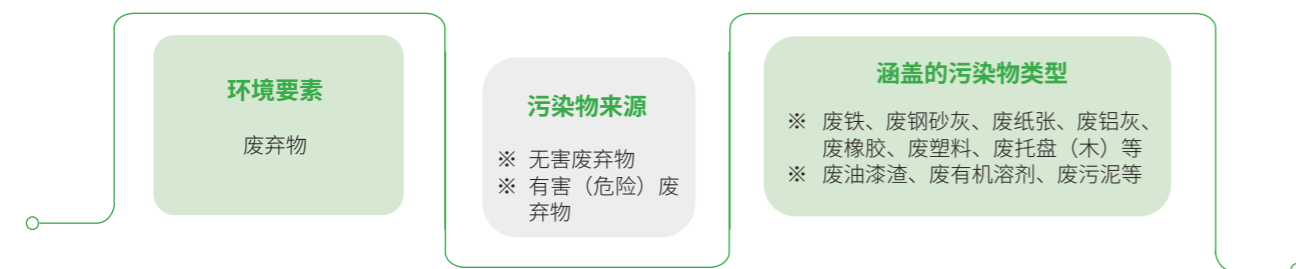 环境要素
废弃物
污染物来源
※ 无害废弃物
※ 有害（危险）废
弃物
涵盖的污染物类型
※ 废铁、废钢砂灰、废纸张、废铝灰、
废橡胶、废塑料、废托盘（木）等
※ 废油漆渣、废有机溶剂、废污泥等